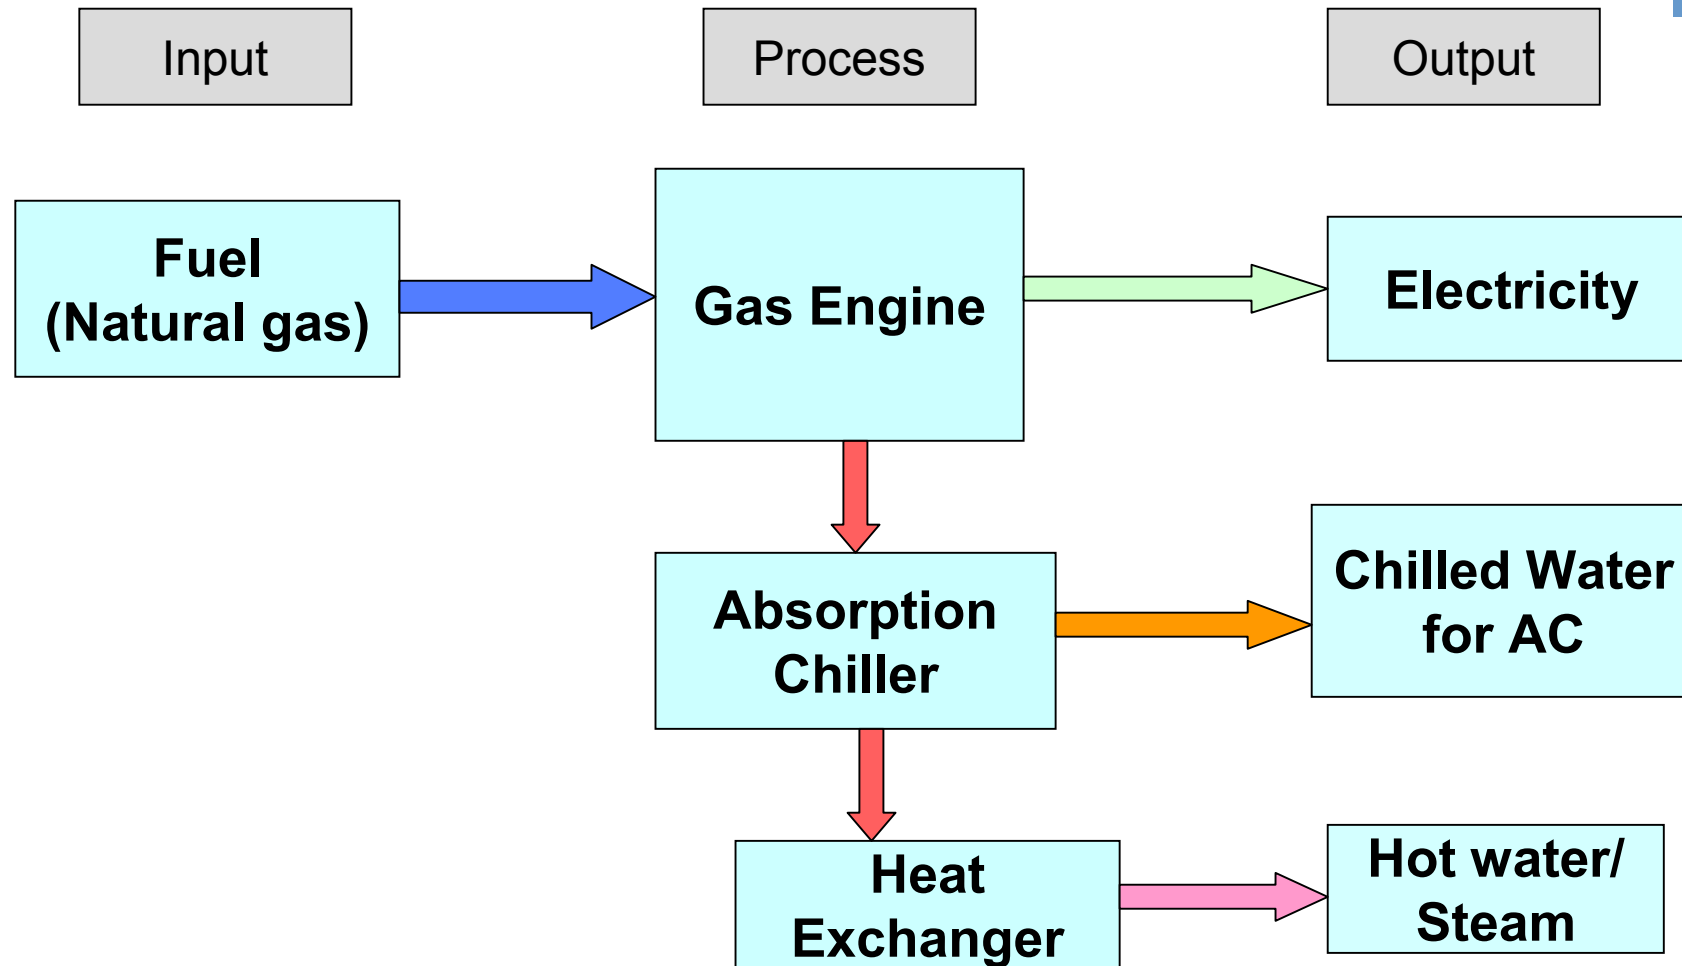 Input
Process
Output
Fuel
(Natural gas)
Gas Engine
Electricity
Absorption
Chiller
Chilled Water
for AC
Heat
Exchanger
Hot water/
Steam